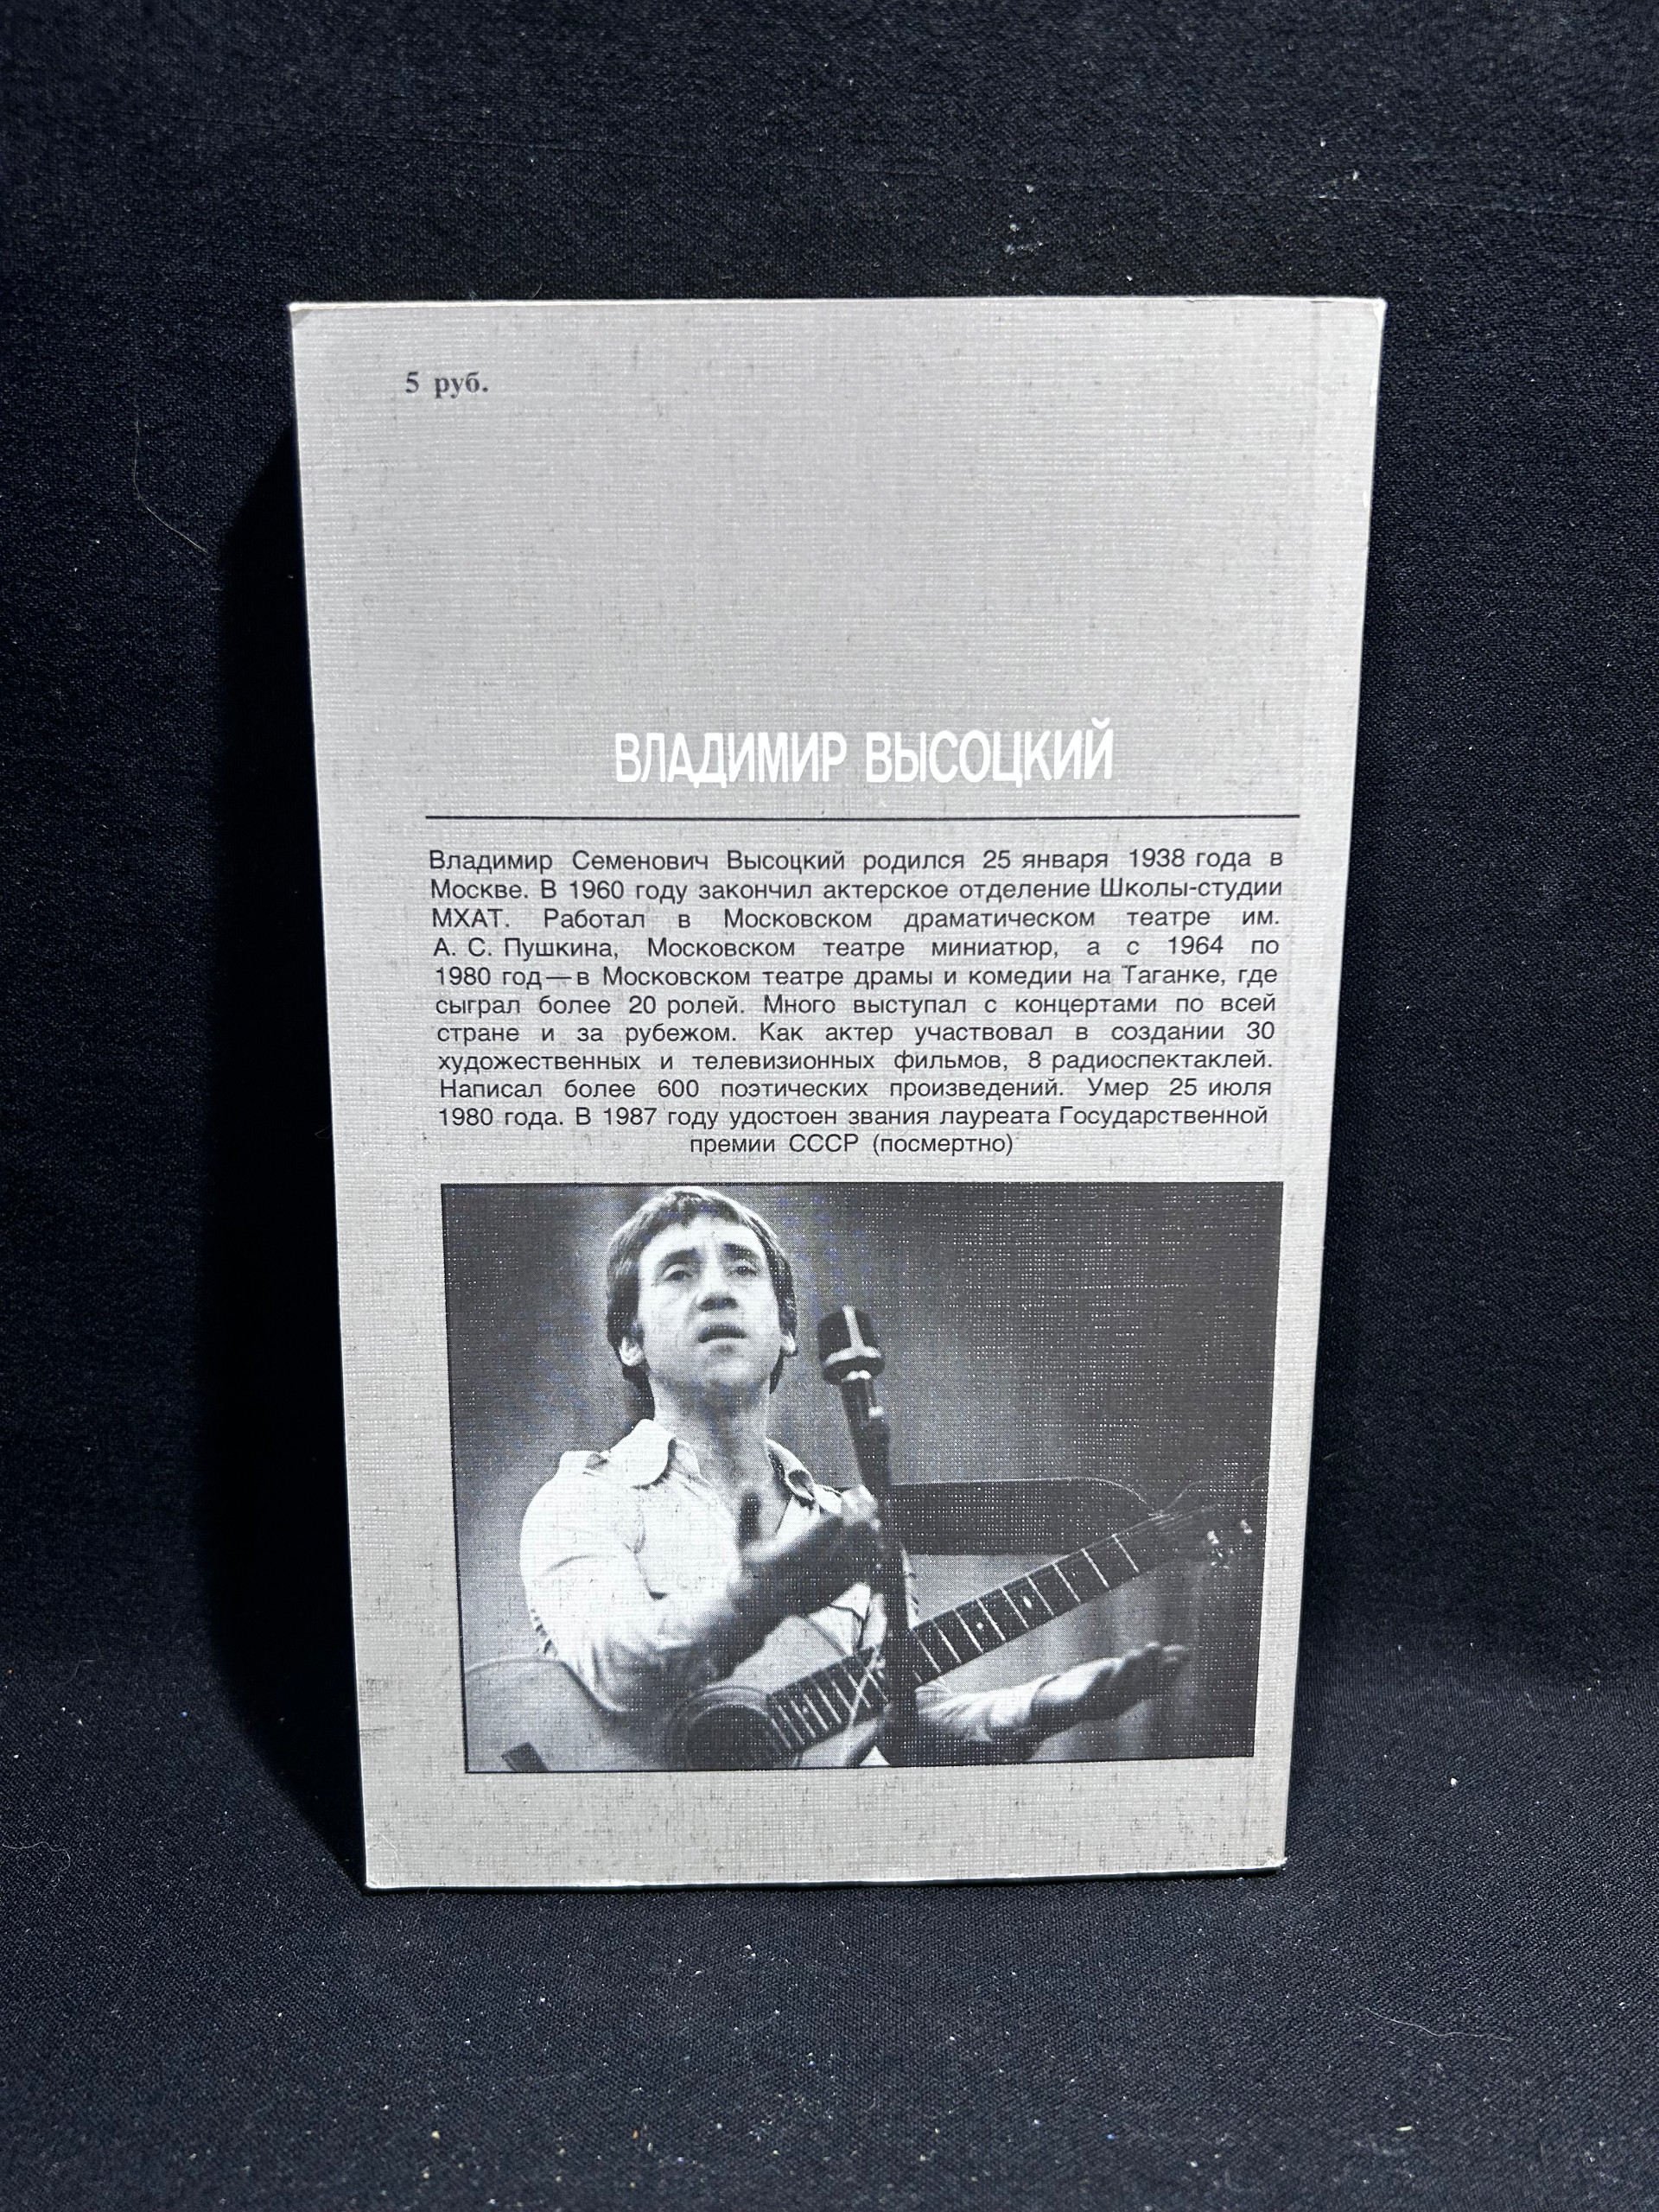 5 руб.
ВЛАДИМИР ВЫСОЦКИЙ
Владимир Семенович Высоцкий родился 25 января 1938 года в
Москве. В 1960 году закончил актерское отделение Школы-студии
МХАТ. Работал в Московском драматическом театре им.
А. С. Пушкина, Московском театре миниатюр, а с 1964 по
1980 год — в Московском театре драмы и комедии на Таганке, где
сыграл более 20 ролей. Много выступал с концертами по всей
стране и за рубежом. Как актер участвовал в создании 30
художественных и телевизионных фильмов, 8 радиоспектаклей.
Написал более 600 поэтических произведений. Умер 25 июля
1980 года. В 1987 году удостоен звания лауреата Государственной
премии СССР (посмертно)